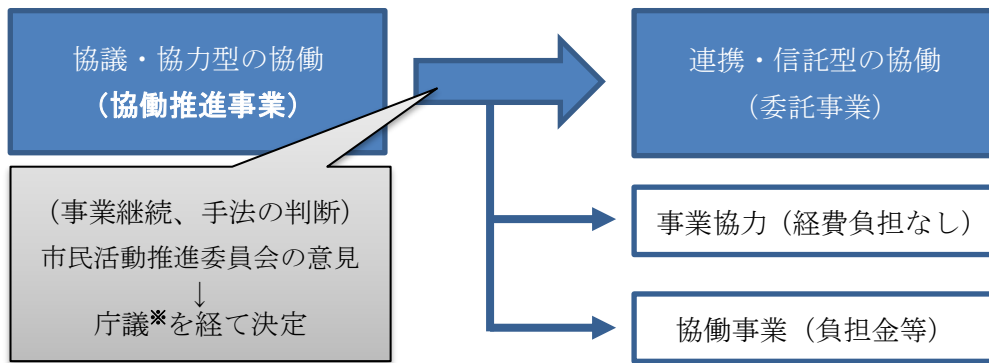 協議・協力型の協働
（協働推進事業）
連携・信託型の協働
（委託事業）
（事業継続、手法の判断）
市民活動推進委員会の意見
↓
庁議※を経て決定
事業協力（経費負担なし）
協働事業（負担金等）